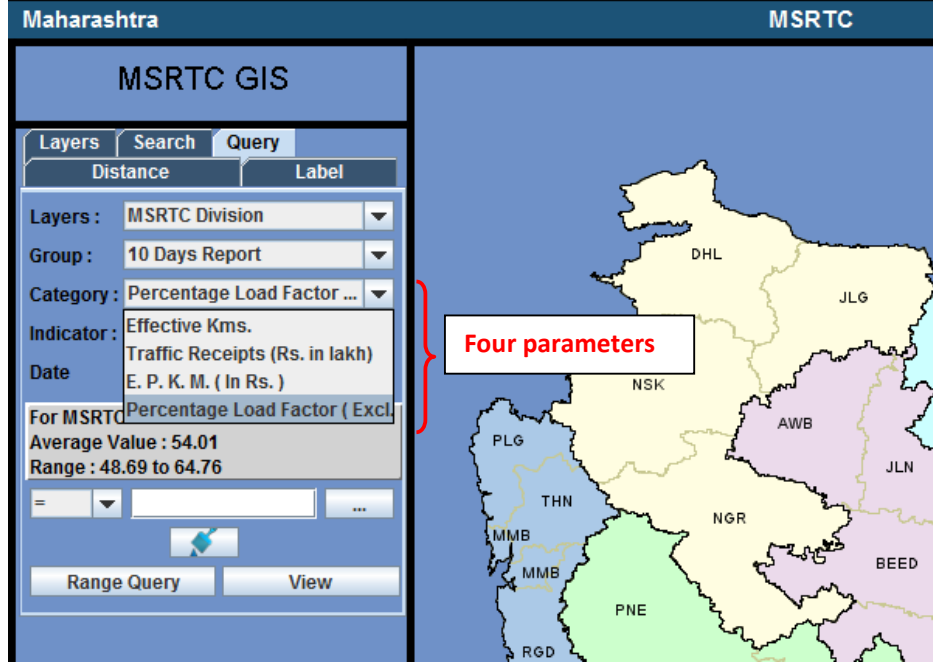 Maharashtra MSRTC
MSRTC GIS
Layers Search Query
Distance Label
Layers : MSRTC Division
Group : 10 Days Report
Category : Percentage Load Factor ...
Indicator :
Effective Kms.
Traffic Receipts (Rs. in lakh)
Date
E. P. K. M. ( In Rs. )
Percentage Load Factor ( Excl.
For MSRTC
Average Value : 54.01
Range : 48.69 to 64.76
= ...
Range Query View
Four parameters
DHL
JLG
NSK
AWB
PLG
JLN
THN
NGR
MMB
BEED
MMB
PNE
RGD